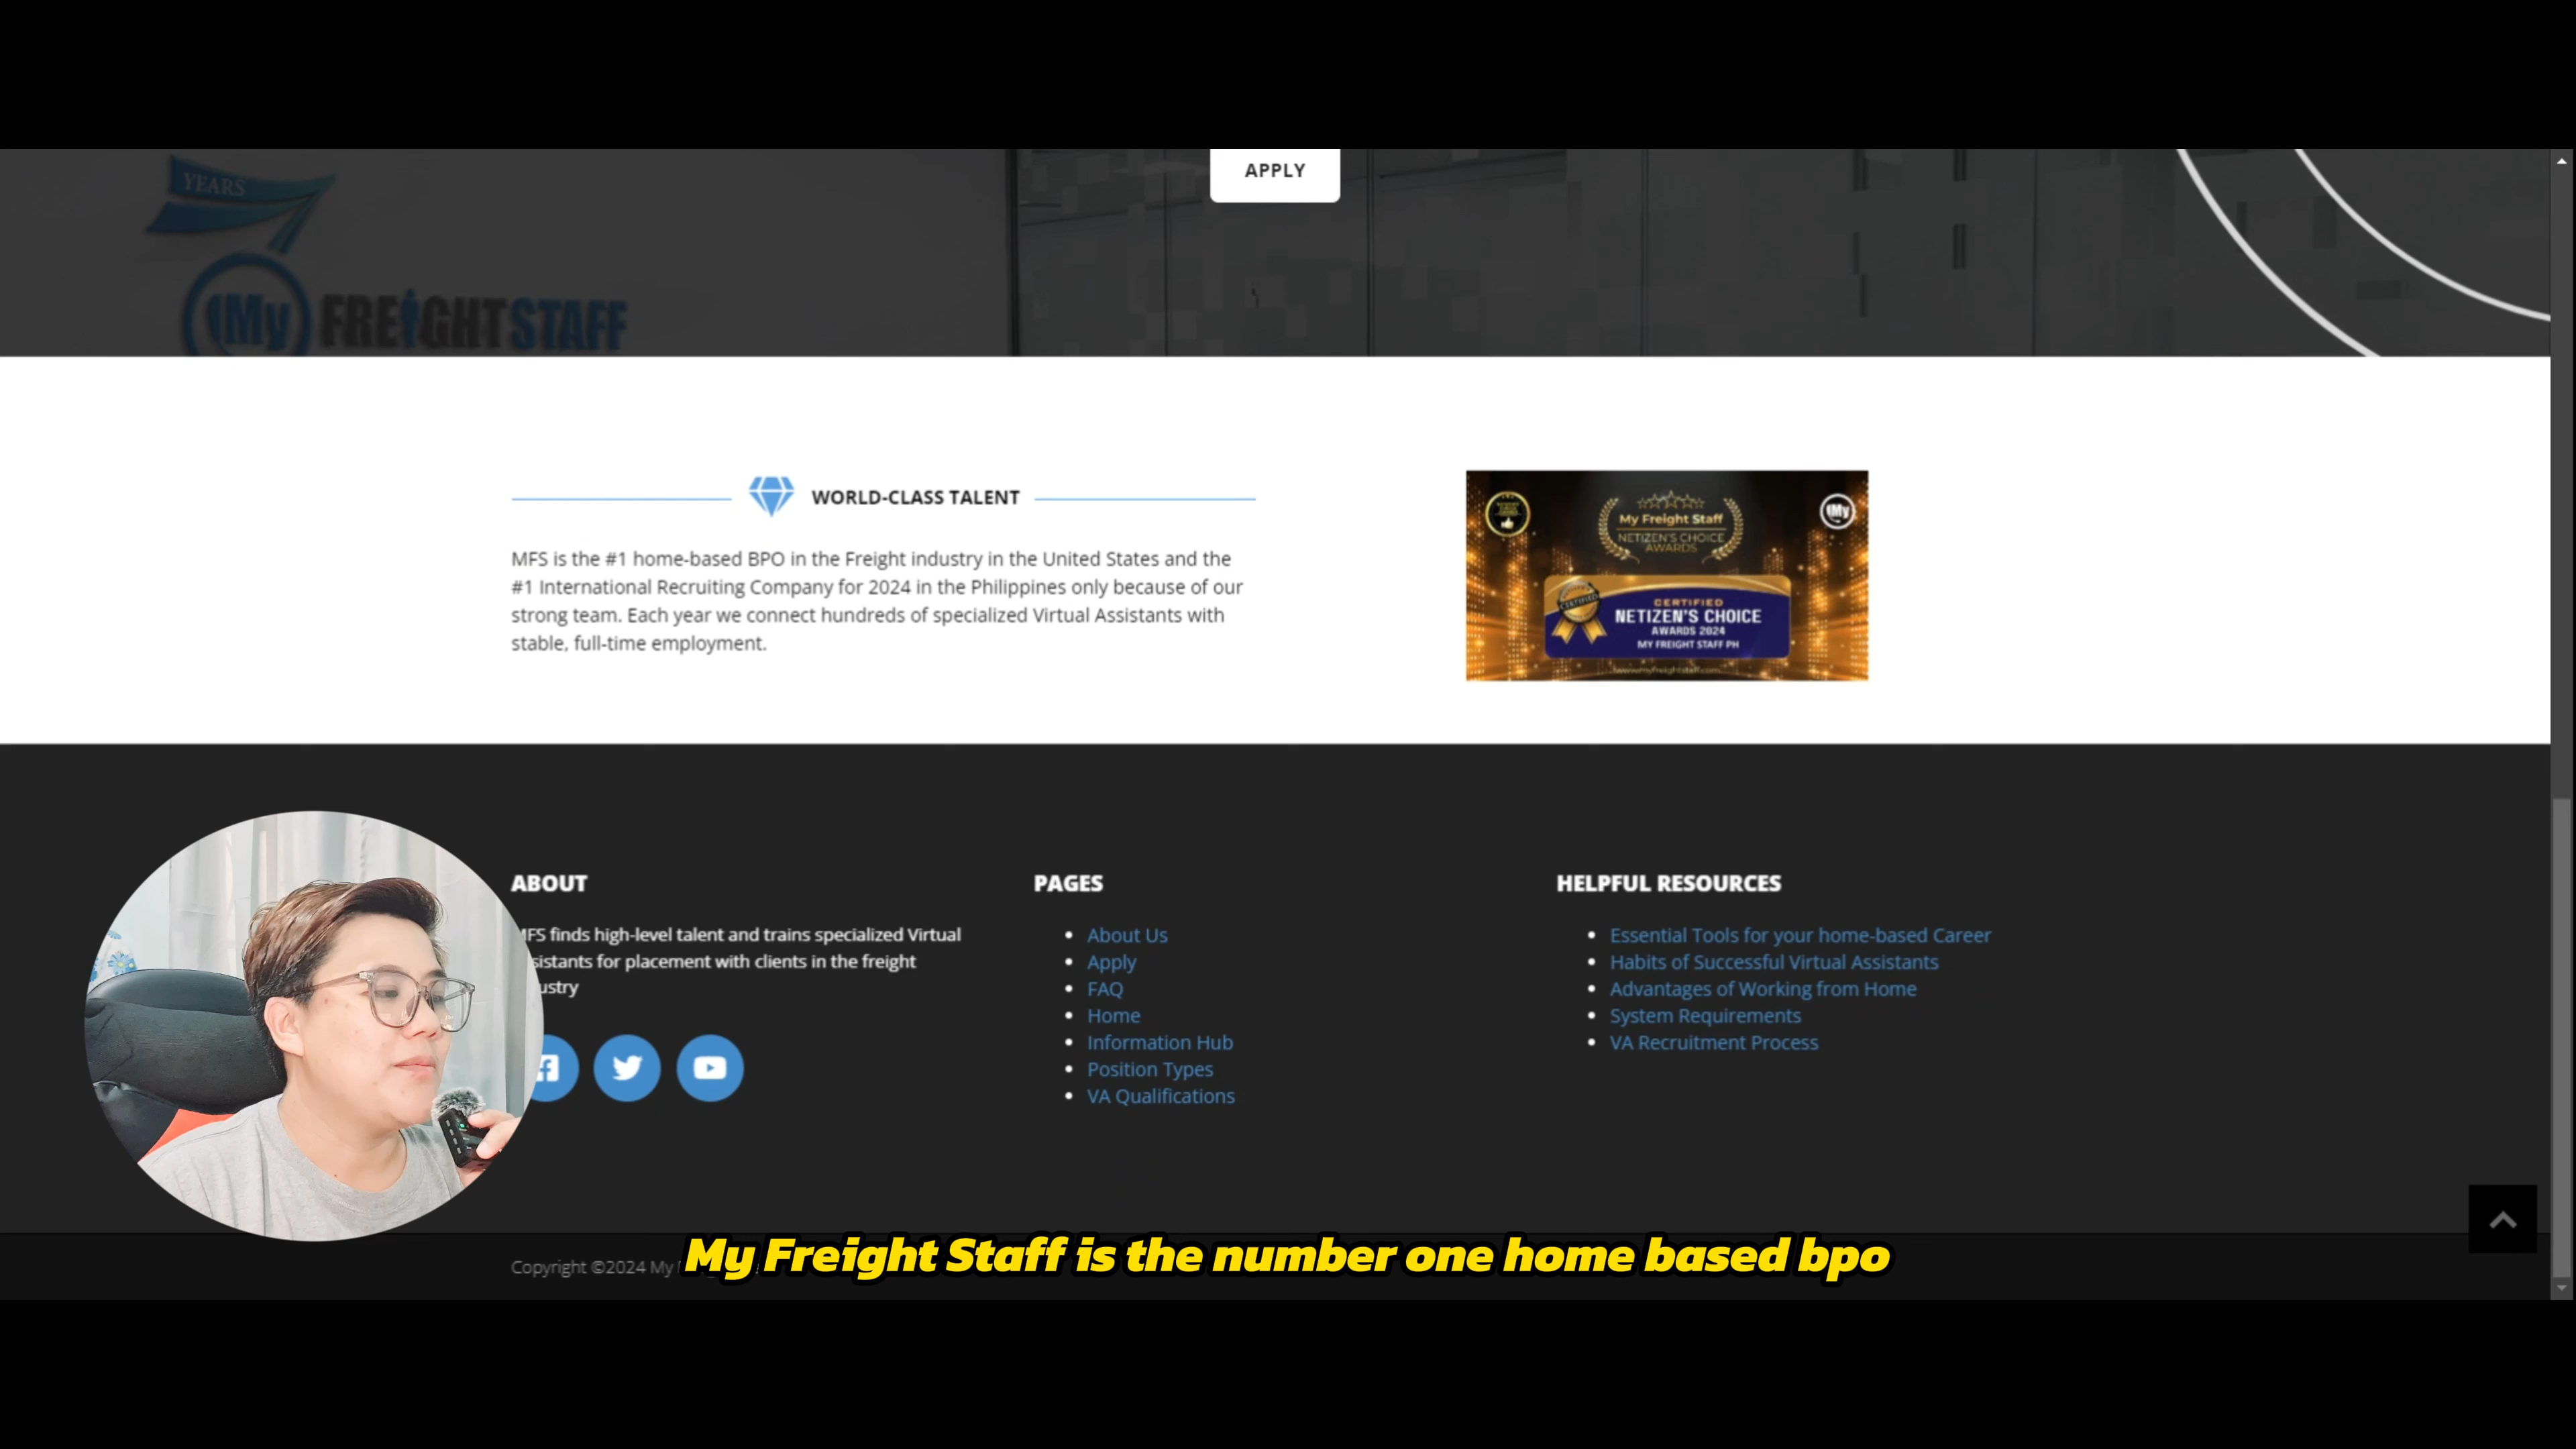 APPLY
YEARS
My FREIGHTSTAFF
WORLD-CLASS TALENT
MFS is the #1 home-based BPO in the Freight industry in the United States and the
#1 International Recruiting Company for 2024 in the Philippines only because of our
strong team. Each year we connect hundreds of specialized Virtual Assistants with
stable, full-time employment.
My Freight Staff
NETIZEN'S CHOICE
AWARDS
My
CERTIFIED
CERTIFIED
NETIZEN'S CHOICE
AWARDS 2024
MY FREIGHT STAFF PH
ABOUT
MFS finds high-level talent and trains specialized Virtual
sistants for placement with clients in the freight
ustry
PAGES
About Us
Apply
FAQ
Home
Information Hub
Position Types
VA Qualifications
HELPFUL RESOURCES
Essential Tools for your home-based Career
Habits of Successful Virtual Assistants
Advantages of Working from Home
System Requirements
VA Recruitment Process
Copyright ©2024 My
My Freight Staff is the number one home based bpo